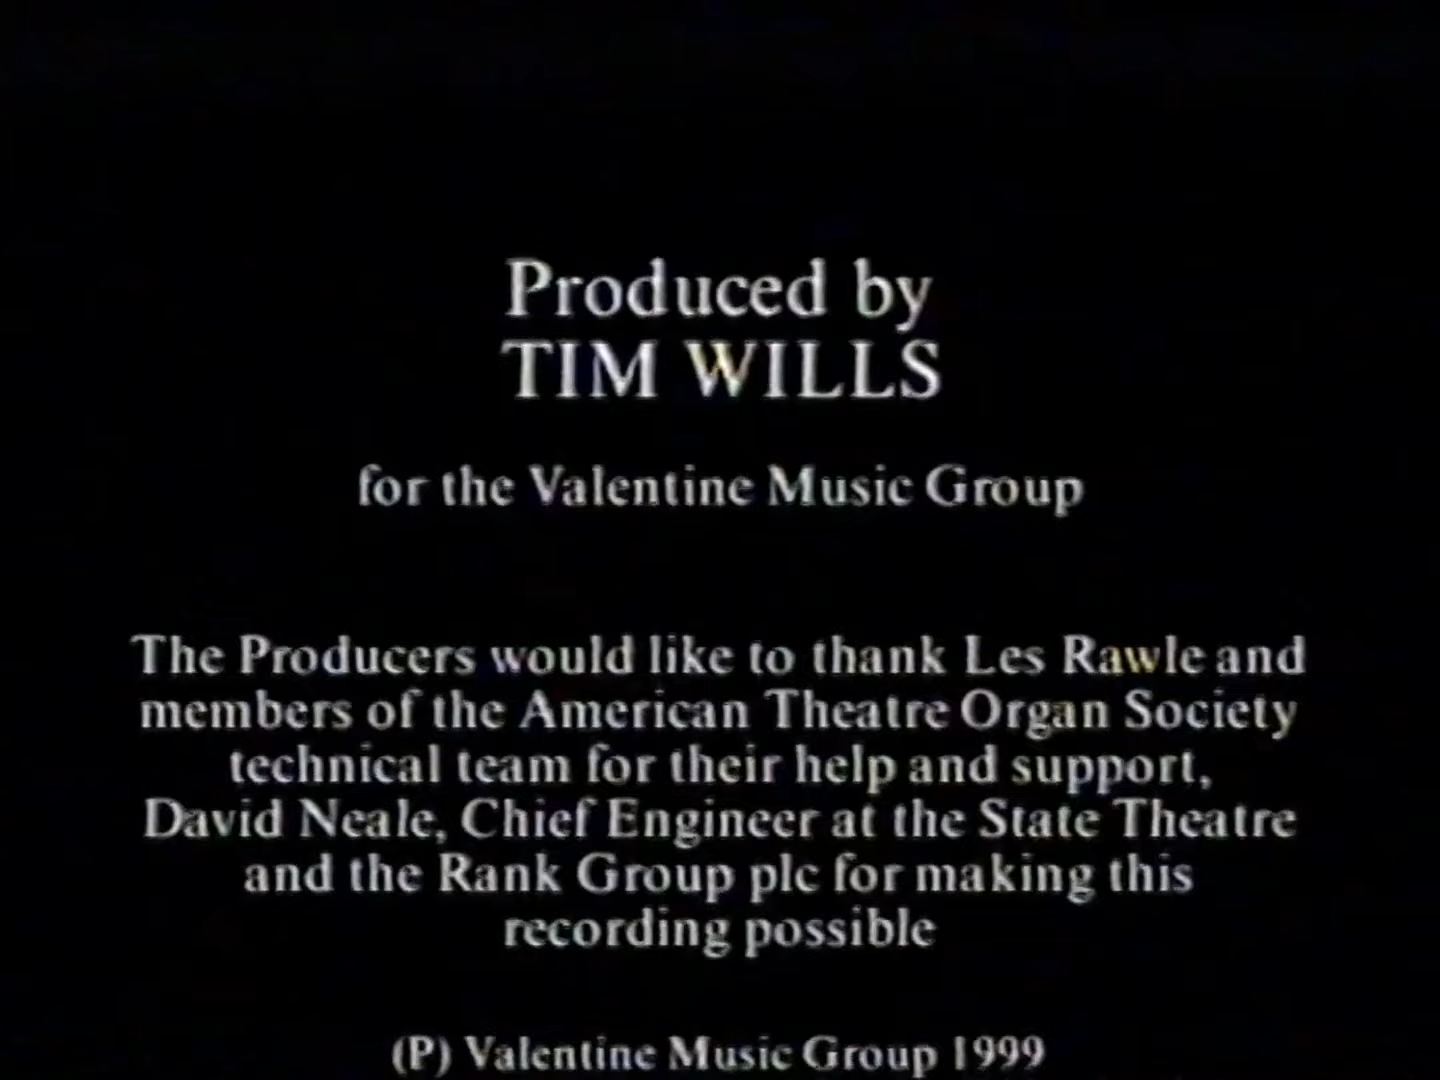 Produced by
TIM WILLS
for the Valentine Music Group
The Producers would like to thank Les Rawle and
members of the American Theatre Organ Society
technical team for their help and support,
David Neale, Chief Engineer at the State Theatre
and the Rank Group plc for making this
recording possible
(P) Valentine Music Group 1999